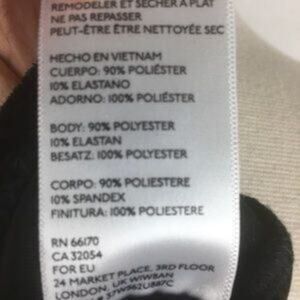 REMODELER ET SÉCHER À PLAT
NE PAS REPASSER
PEUT-ÊTRE ÊTRE NETTOYÉE SEC
HECHO EN VIETNAM
CUERPO: 90% POLIÉSTER
10% ELASTANO
ADORNO: 100% POLIÉSTER
BODY: 90% POLYESTER
10% ELASTAN
BESATZ: 100% POLYESTER
CORPO: 90% POLIESTERE
10% SPANDEX
FINITURA: 100% POLIESTERE
RN 66170
CA 32054
FOR EU
24 MARKET PLACE, 3RD FLOOR
LONDON, UK W1W8AN